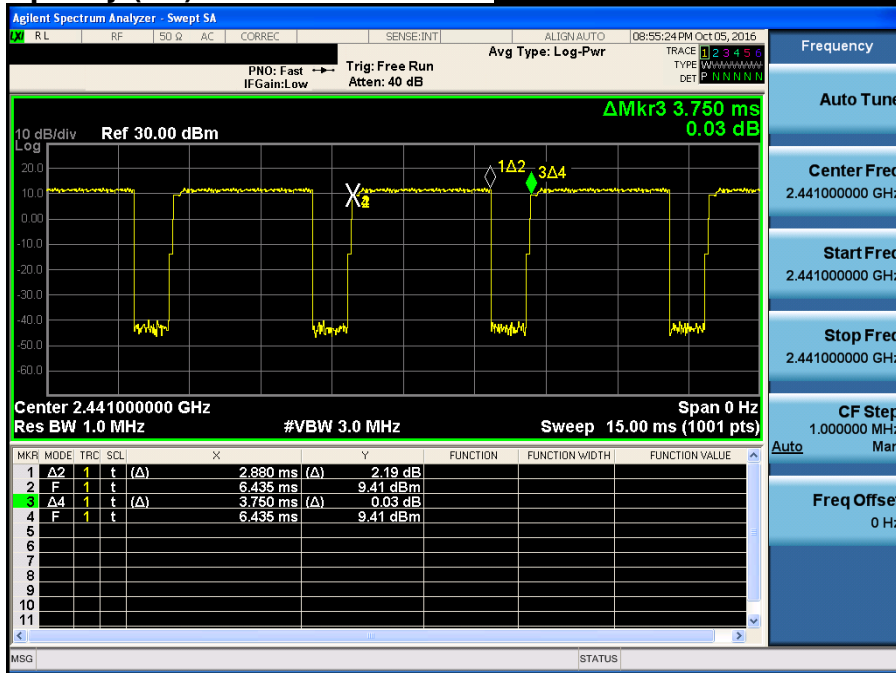 Agilent Spectrum Analyzer - Swept SA
LXI RL RF 50 Ω AC CORREC SENSE:INT ALIGN AUTO 08:55:24 PM Oct 05, 2016
Avg Type: Log-Pwr TRACE 1 2 3 4 5 6
PNO: Fast Trig: Free Run TYPE
IFGain:Low Atten: 40 dB DET P N N N N N
ΔMkr3 3.750 ms
0.03 dB
10 dB/div Ref 30.00 dBm
Log
20.0
10.0
0.00
-10.0
-20.0
-30.0
-40.0
-50.0
-60.0
1Δ2
3Δ4
Center 2.441000000 GHz Span 0 Hz
Res BW 1.0 MHz #VBW 3.0 MHz Sweep 15.00 ms (1001 pts)
MKR MODE TRC SCL X Y FUNCTION FUNCTION WIDTH FUNCTION VALUE
1 Δ2 1 t (Δ) 2.880 ms (Δ) 2.19 dB
2 F 1 t 6.435 ms 9.41 dBm
3 Δ4 1 t (Δ) 3.750 ms (Δ) 0.03 dB
4 F 1 t 6.435 ms 9.41 dBm
5
6
7
8
9
10
11
MSG STATUS
Frequency
Auto Tune
Center Freq
2.441000000 GHz
Start Freq
2.441000000 GHz
Stop Freq
2.441000000 GHz
CF Step
1.000000 MHz
Auto Man
Freq Offset
0 Hz